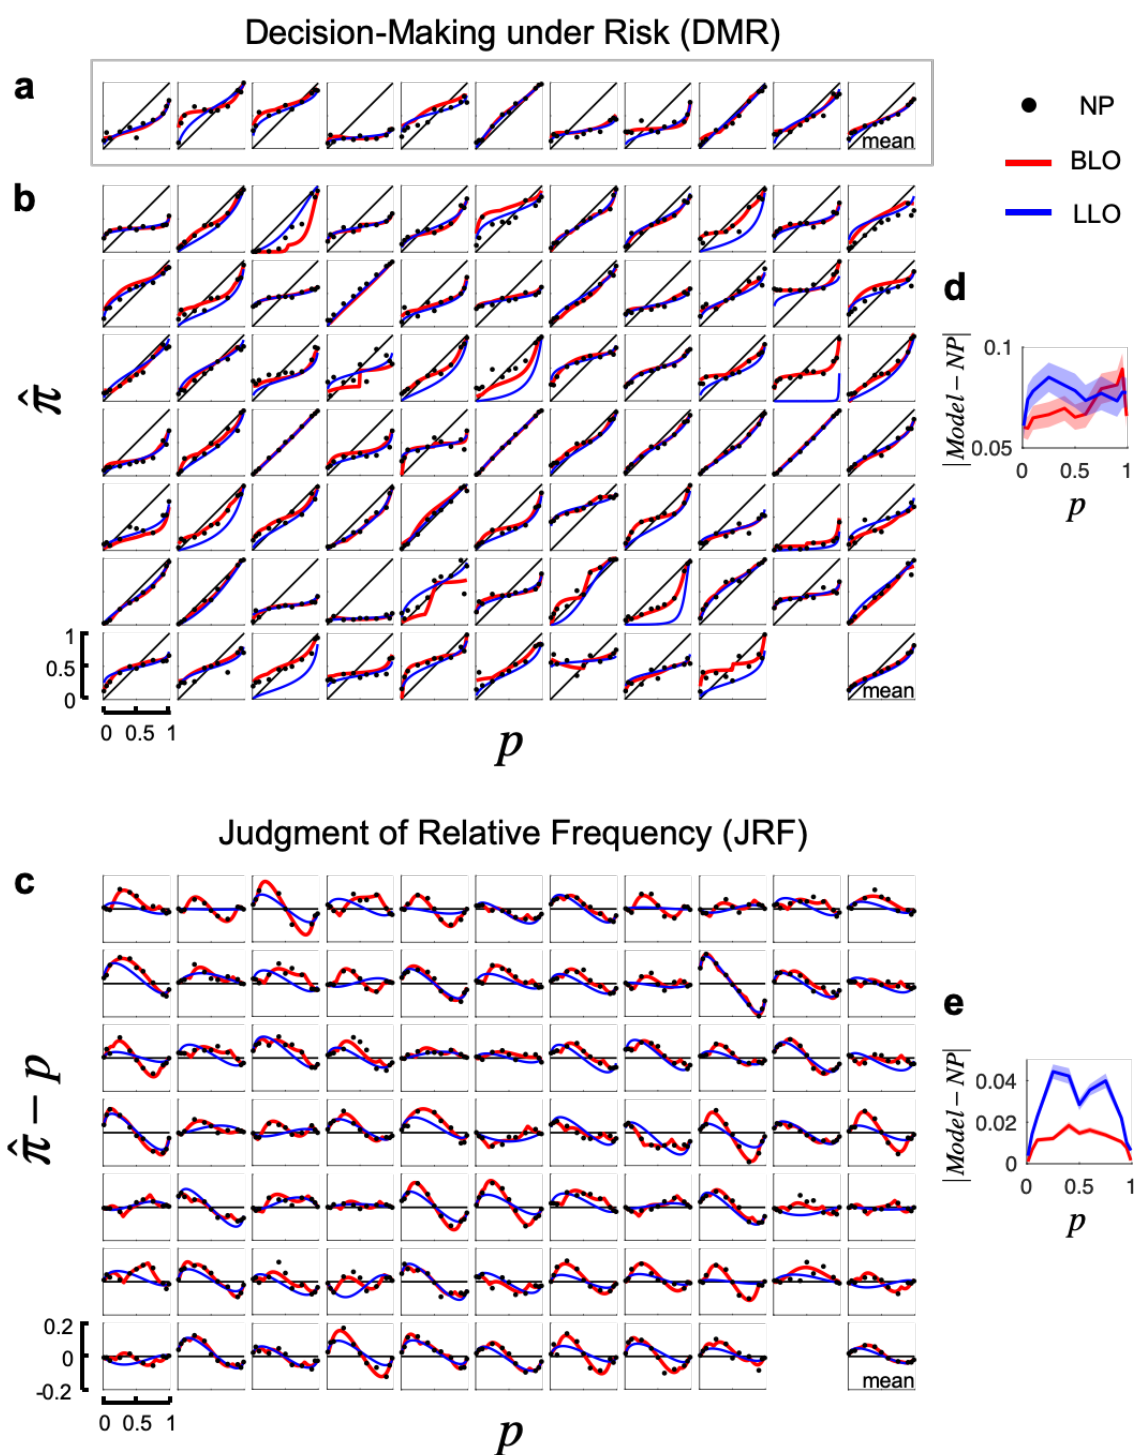 Decision-Making under Risk (DMR)
a
mean
NP
BLO
LLO
b
π̂
1
0.5
0
0 0.5 1
mean
p
d
|Model − NP|
0.1
0.05
0 0.5 1
p
Judgment of Relative Frequency (JRF)
c
π̂ − p
0.2
0
-0.2
0 0.5 1
mean
p
e
|Model − NP|
0.04
0.02
0
0 0.5 1
p